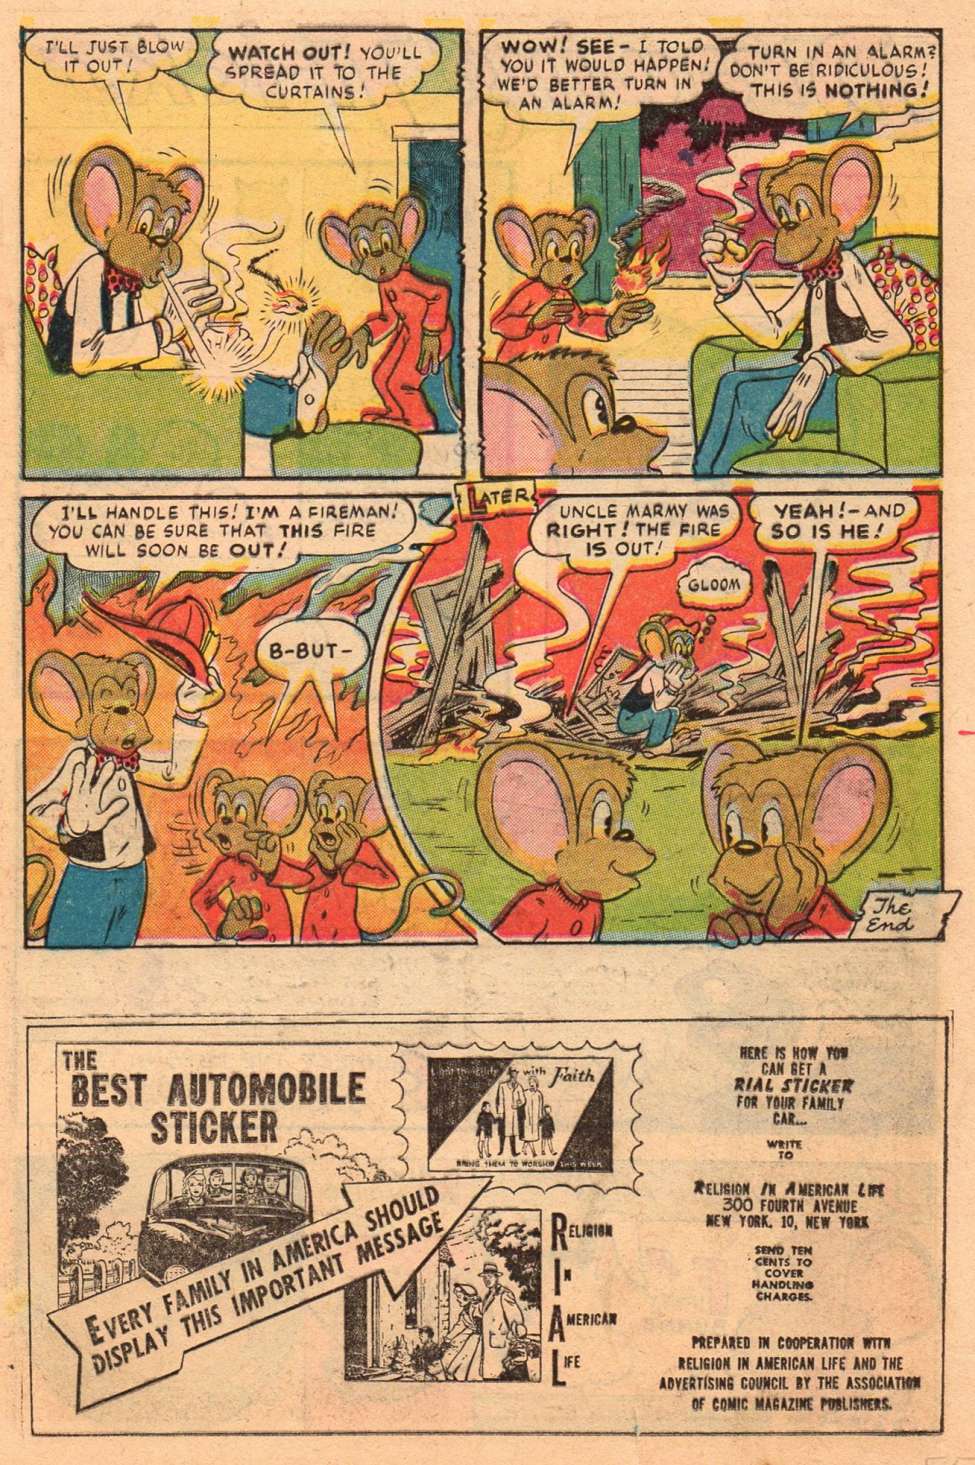 I'LL JUST BLOW
IT OUT!
WATCH OUT! YOU'LL
SPREAD IT TO THE
CURTAINS!
WOW! SEE- I TOLD
YOU IT WOULD HAPPEN!
WE'D BETTER TURN IN
AN ALARM!
TURN IN AN ALARM?
DON'T BE RIDICULOUS!
THIS IS NOTHING!
I'LL HANDLE THIS! I'M A FIREMAN!
YOU CAN BE SURE THAT THIS FIRE
WILL SOON BE OUT!
B-BUT-
LATER
UNCLE MARMY WAS
RIGHT! THE FIRE
IS OUT!
GLOOM
YEAH!-AND
SO IS HE!
The
End
THE
BEST AUTOMOBILE
STICKER
with Faith
BRING THEM TO WORSHIP THIS WEEK
EVERY FAMILY IN AMERICA SHOULD
DISPLAY THIS IMPORTANT MESSAGE
RELIGION
IN
AMERICAN
LIFE
HERE IS HOW YOU
CAN GET A
RIAL STICKER
FOR YOUR FAMILY
CAR...
WRITE
TO
RELIGION IN AMERICAN LIFE
300 FOURTH AVENUE
NEW YORK, 10, NEW YORK
SEND TEN
CENTS TO
COVER
HANDLING
CHARGES.
PREPARED IN COOPERATION WITH
RELIGION IN AMERICAN LIFE AND THE
ADVERTISING COUNCIL BY THE ASSOCIATION
OF COMIC MAGAZINE PUBLISHERS.